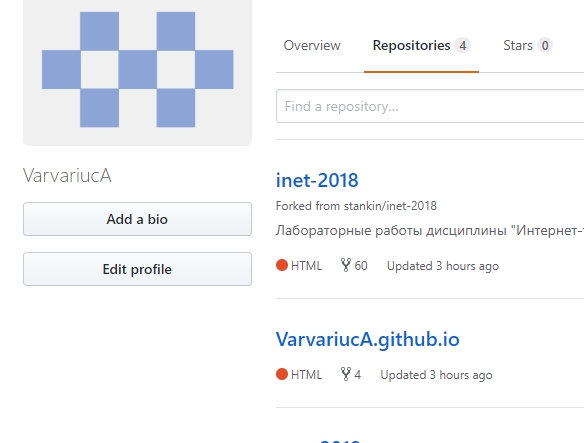 Overview Repositories 4 Stars 0
Find a repository...
VarvariucA
Add a bio
Edit profile
inet-2018
Forked from stankin/inet-2018
Лабораторные работы дисциплины "Интернет-
HTML 60 Updated 3 hours ago
VarvariucA.github.io
HTML 4 Updated 3 hours ago